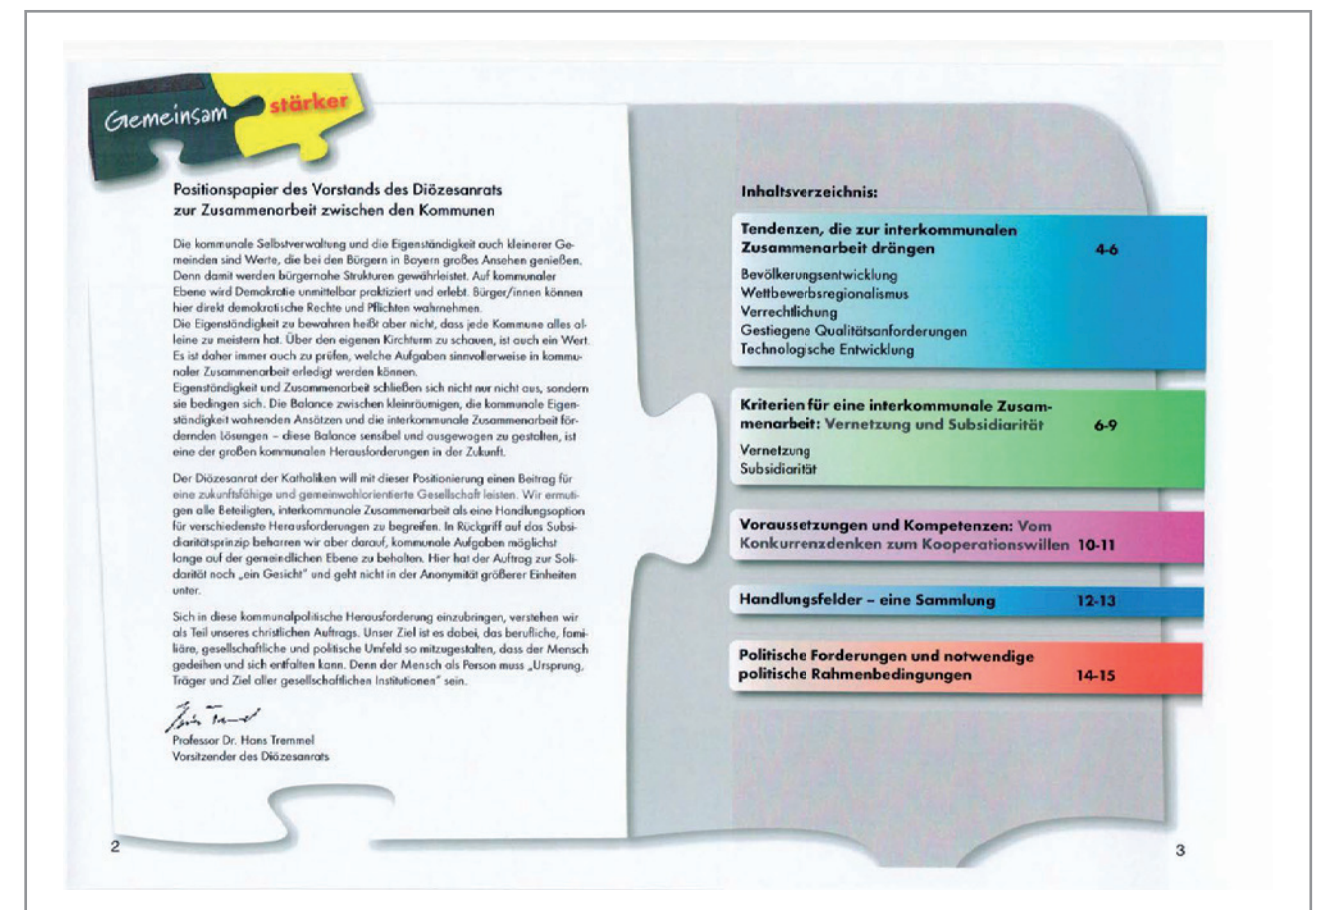 Gemeinsam stärker
Positionspapier des Vorstands des Diözesanrats
zur Zusammenarbeit zwischen den Kommunen
Die kommunale Selbstverwaltung und die Eigenständigkeit auch kleinerer Ge-
meinden sind Werte, die bei den Bürgern in Bayern großes Ansehen genießen.
Denn damit werden bürgernahe Strukturen gewährleistet. Auf kommunaler
Ebene wird Demokratie unmittelbar praktiziert und erlebt. Bürger/innen können
hier direkt demokratische Rechte und Pflichten wahrnehmen.
Die Eigenständigkeit zu bewahren heißt aber nicht, dass jede Kommune alles al-
leine zu meistern hat. Über den eigenen Kirchturm zu schauen, ist auch ein Wert.
Es ist daher immer auch zu prüfen, welche Aufgaben sinnvollerweise in kommu-
naler Zusammenarbeit erledigt werden können.
Eigenständigkeit und Zusammenarbeit schließen sich nicht nur nicht aus, sondern
sie bedingen sich. Die Balance zwischen kleinräumigen, die kommunale Eigen-
ständigkeit wahrenden Ansätzen und die interkommunale Zusammenarbeit för-
dernden Lösungen – diese Balance sensibel und ausgewogen zu gestalten, ist
eine der großen kommunalen Herausforderungen in der Zukunft.
Der Diözesanrat der Katholiken will mit dieser Positionierung einen Beitrag für
eine zukunftsfähige und gemeinwohlorientierte Gesellschaft leisten. Wir ermuti-
gen alle Beteiligten, interkommunale Zusammenarbeit als eine Handlungsoption
für verschiedenste Herausforderungen zu begreifen. In Rückgriff auf das Subsi-
diaritätsprinzip beharren wir aber darauf, kommunale Aufgaben möglichst
lange auf der gemeindlichen Ebene zu behalten. Hier hat der Auftrag zur Soli-
darität noch „ein Gesicht" und geht nicht in der Anonymität größerer Einheiten
unter.
Sich in diese kommunalpolitische Herausforderung einzubringen, verstehen wir
als Teil unseres christlichen Auftrags. Unser Ziel ist es dabei, das berufliche, fami-
liäre, gesellschaftliche und politische Umfeld so mitzugestalten, dass der Mensch
gedeihen und sich entfalten kann. Denn der Mensch als Person muss „Ursprung,
Träger und Ziel aller gesellschaftlichen Institutionen" sein.
Professor Dr. Hans Tremmel
Vorsitzender des Diözesanrats
2
Inhaltsverzeichnis:
Tendenzen, die zur interkommunalen
Zusammenarbeit drängen 4-6
Bevölkerungsentwicklung
Wettbewerbsregionalismus
Verrechtlichung
Gestiegene Qualitätsanforderungen
Technologische Entwicklung
Kriterien für eine interkommunale Zusam-
menarbeit: Vernetzung und Subsidiarität 6-9
Vernetzung
Subsidiarität
Voraussetzungen und Kompetenzen: Vom
Konkurrenzdenken zum Kooperationswillen 10-11
Handlungsfelder – eine Sammlung 12-13
Politische Forderungen und notwendige
politische Rahmenbedingungen 14-15
3